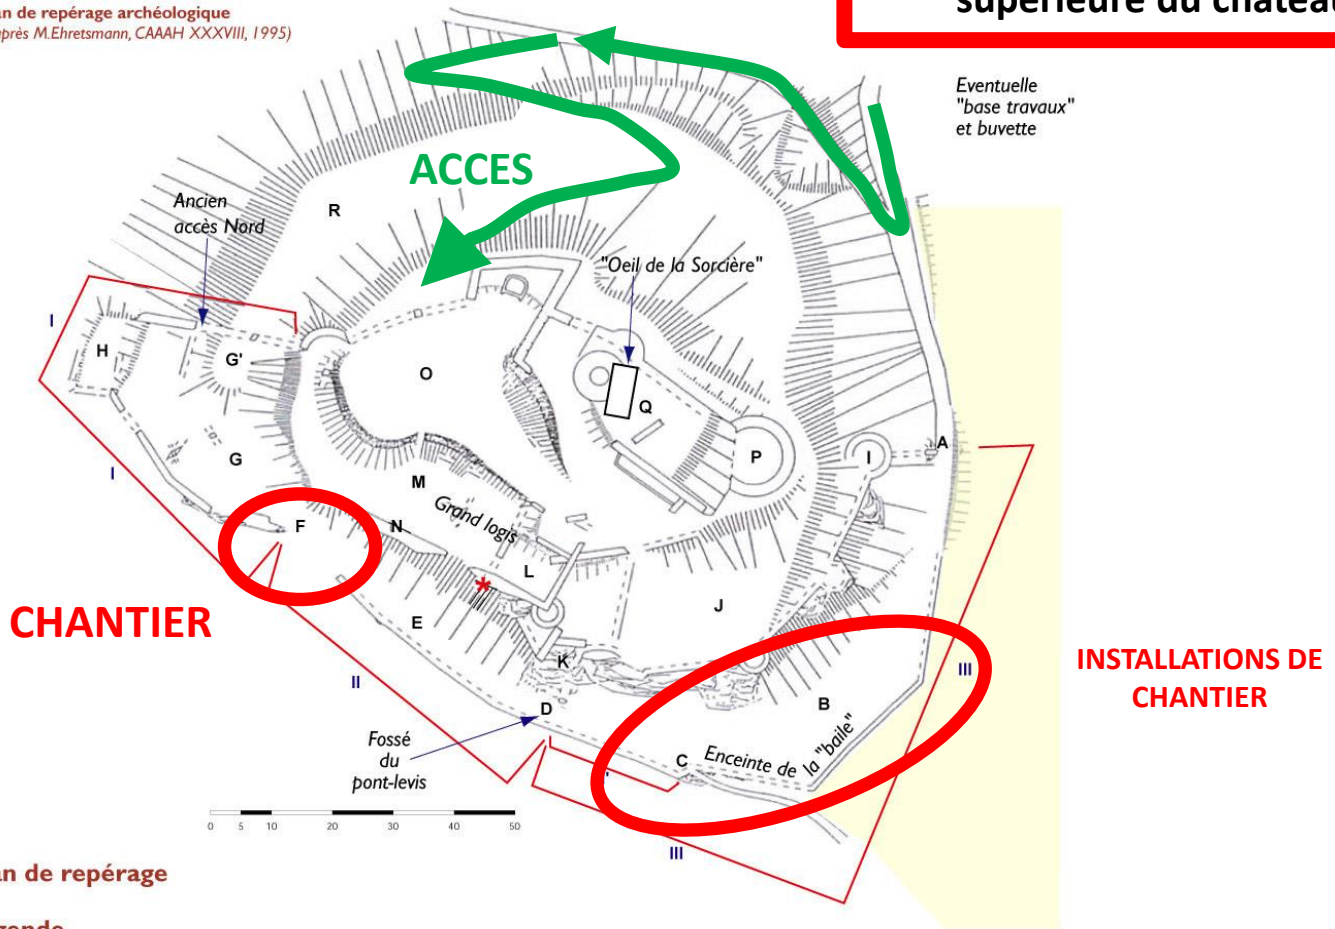 an de repérage archéologique
près M.Ehretsmann, CAAAH XXXVIII, 1995)
supérieure du château
Eventuelle
"base travaux"
et buvette
ACCES
Ancien
accès Nord
R
"Oeil de la Sorcière"
I
H
G'
O
Q
A
P
I
G
I
M
Grand logis
F
N
L
CHANTIER
E
J
K
INSTALLATIONS DE
CHANTIER
III
II
B
D
Fossé
du
pont-levis
C
Enceinte de la "baile"
0 5 10 20 30 40 50
III
an de repérage